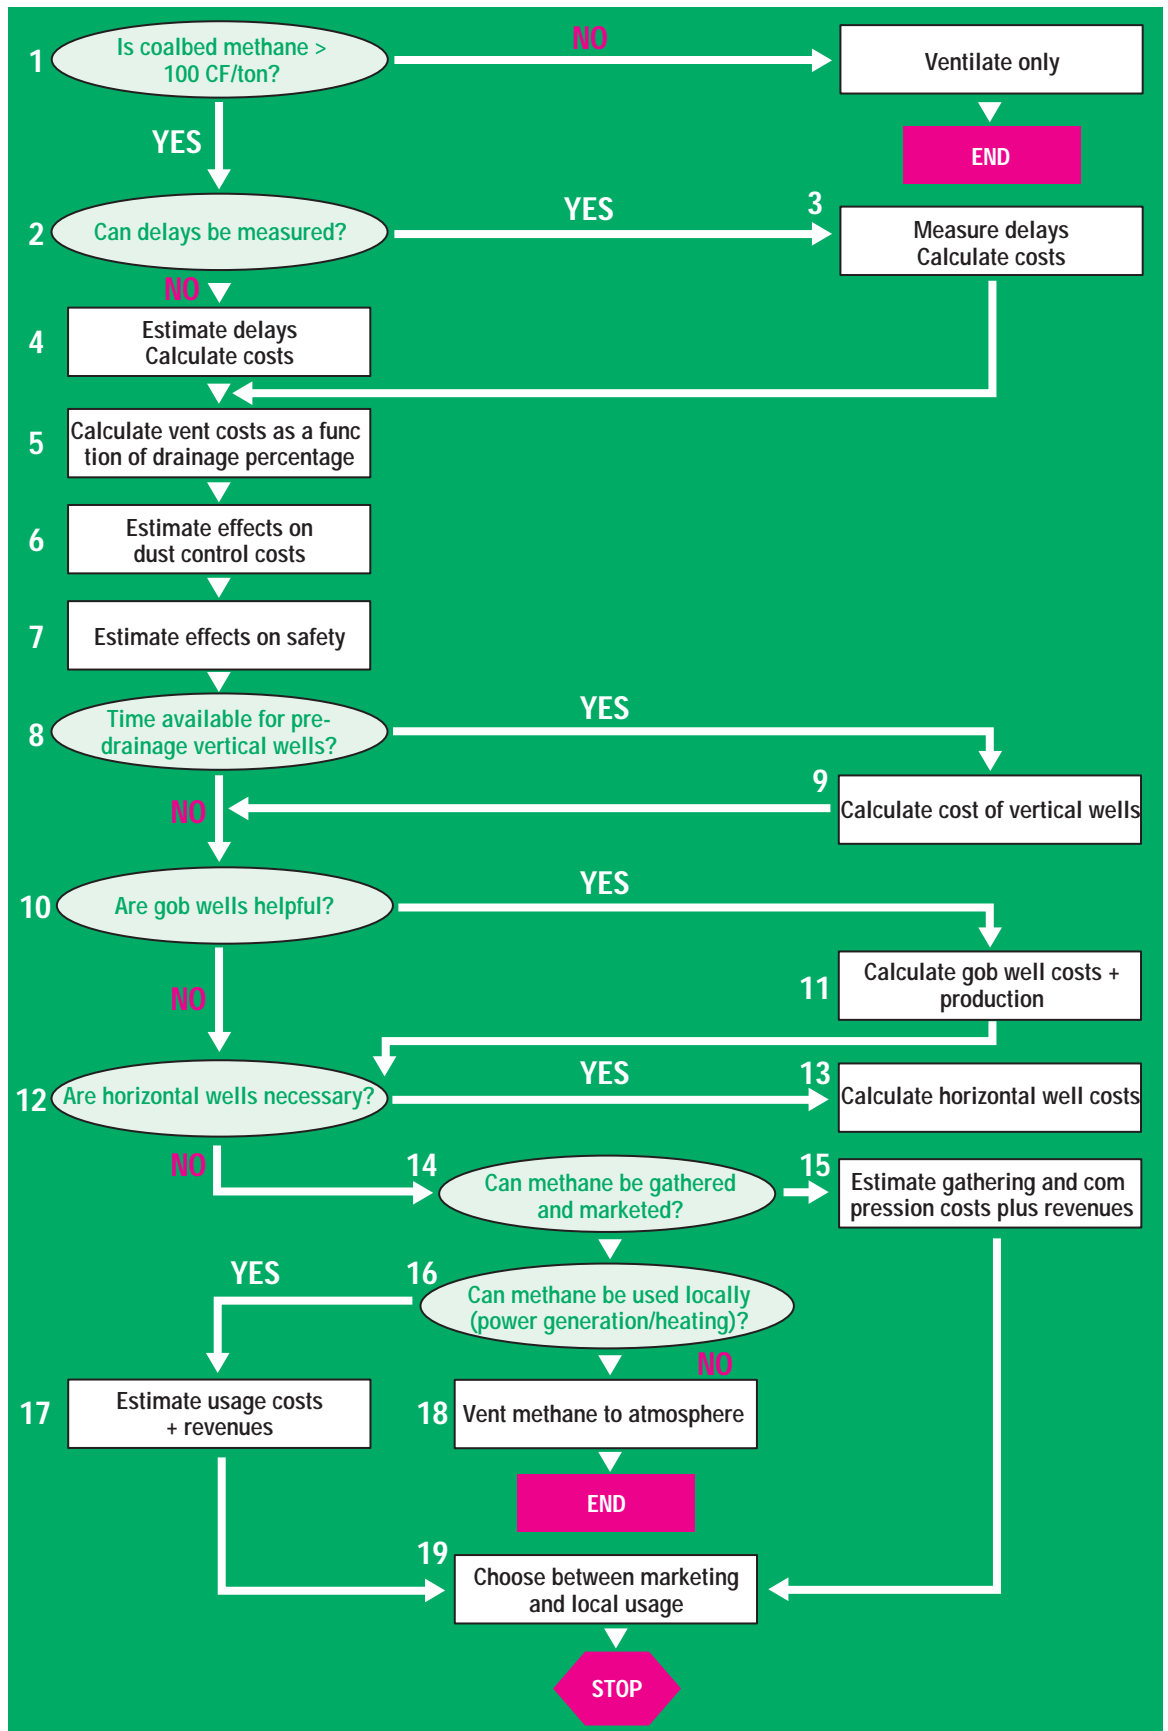 1
Is coalbed methane >
100 CF/ton?
NO
Ventilate only
END
YES
2
Can delays be measured?
YES
3
Measure delays
Calculate costs
NO
4
Estimate delays
Calculate costs
5
Calculate vent costs as a func
tion of drainage percentage
6
Estimate effects on
dust control costs
7
Estimate effects on safety
8
Time available for pre-
drainage vertical wells?
YES
9
Calculate cost of vertical wells
NO
10
Are gob wells helpful?
YES
11
Calculate gob well costs +
production
NO
12
Are horizontal wells necessary?
YES
13
Calculate horizontal well costs
NO
14
Can methane be gathered
and marketed?
15
Estimate gathering and com
pression costs plus revenues
YES
16
Can methane be used locally
(power generation/heating)?
NO
17
Estimate usage costs
+ revenues
18
Vent methane to atmosphere
END
19
Choose between marketing
and local usage
STOP